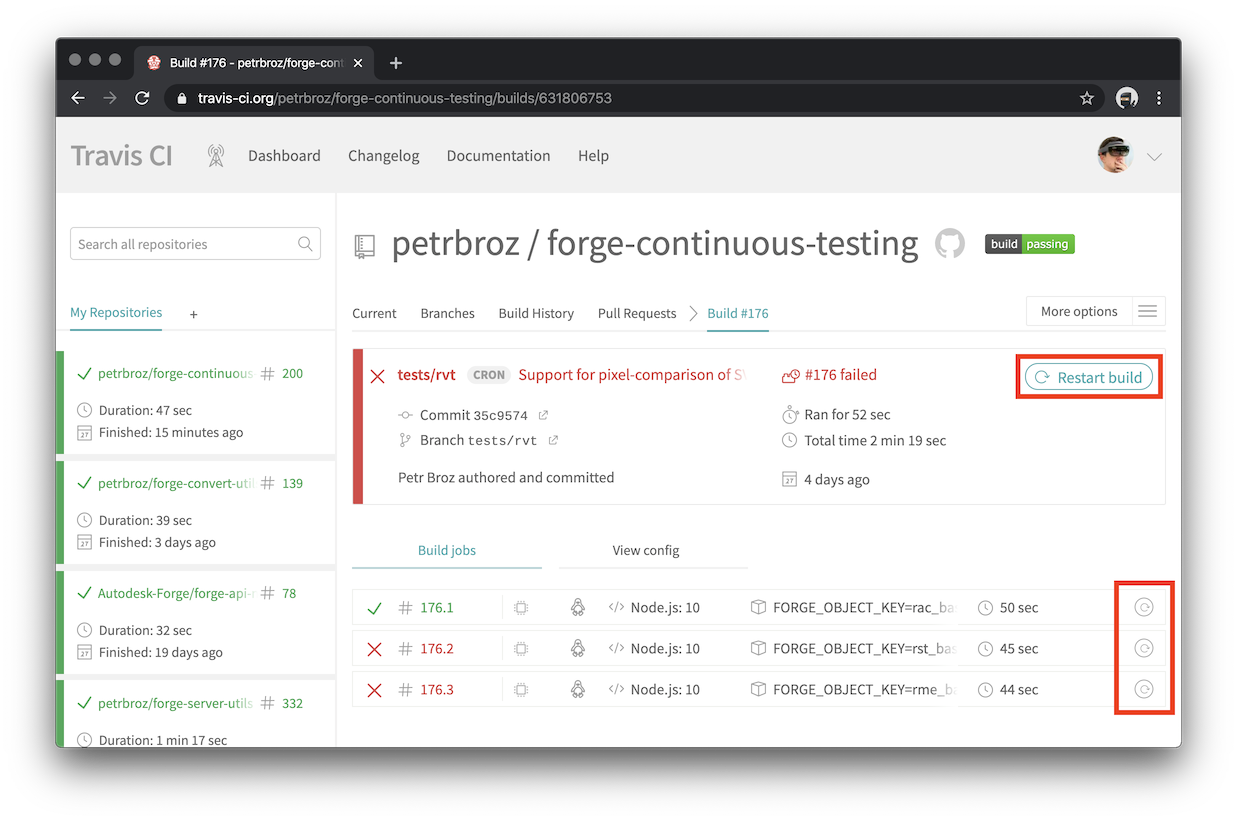 Build #176 - petrbroz/forge-cont
travis-ci.org/petrbroz/forge-continuous-testing/builds/631806753
Travis CI Dashboard Changelog Documentation Help
Search all repositories
My Repositories +
petrbroz/forge-continuous- # 200
Duration: 47 sec
27 Finished: 15 minutes ago
petrbroz/forge-convert-util # 139
Duration: 39 sec
27 Finished: 3 days ago
Autodesk-Forge/forge-api- # 78
Duration: 32 sec
27 Finished: 19 days ago
petrbroz/forge-server-utils # 332
Duration: 1 min 17 sec
petrbroz / forge-continuous-testing build passing
Current Branches Build History Pull Requests Build #176
More options
tests/rvt CRON Support for pixel-comparison of
#176 failed
Restart build
Commit 35c9574
Ran for 52 sec
Branch tests/rvt
Total time 2 min 19 sec
Petr Broz authored and committed
27 4 days ago
Build jobs View config
# 176.1 </> Node.js: 10 FORGE_OBJECT_KEY=rac_ba 50 sec
# 176.2 </> Node.js: 10 FORGE_OBJECT_KEY=rst_bas 45 sec
# 176.3 </> Node.js: 10 FORGE_OBJECT_KEY=rme_b 44 sec